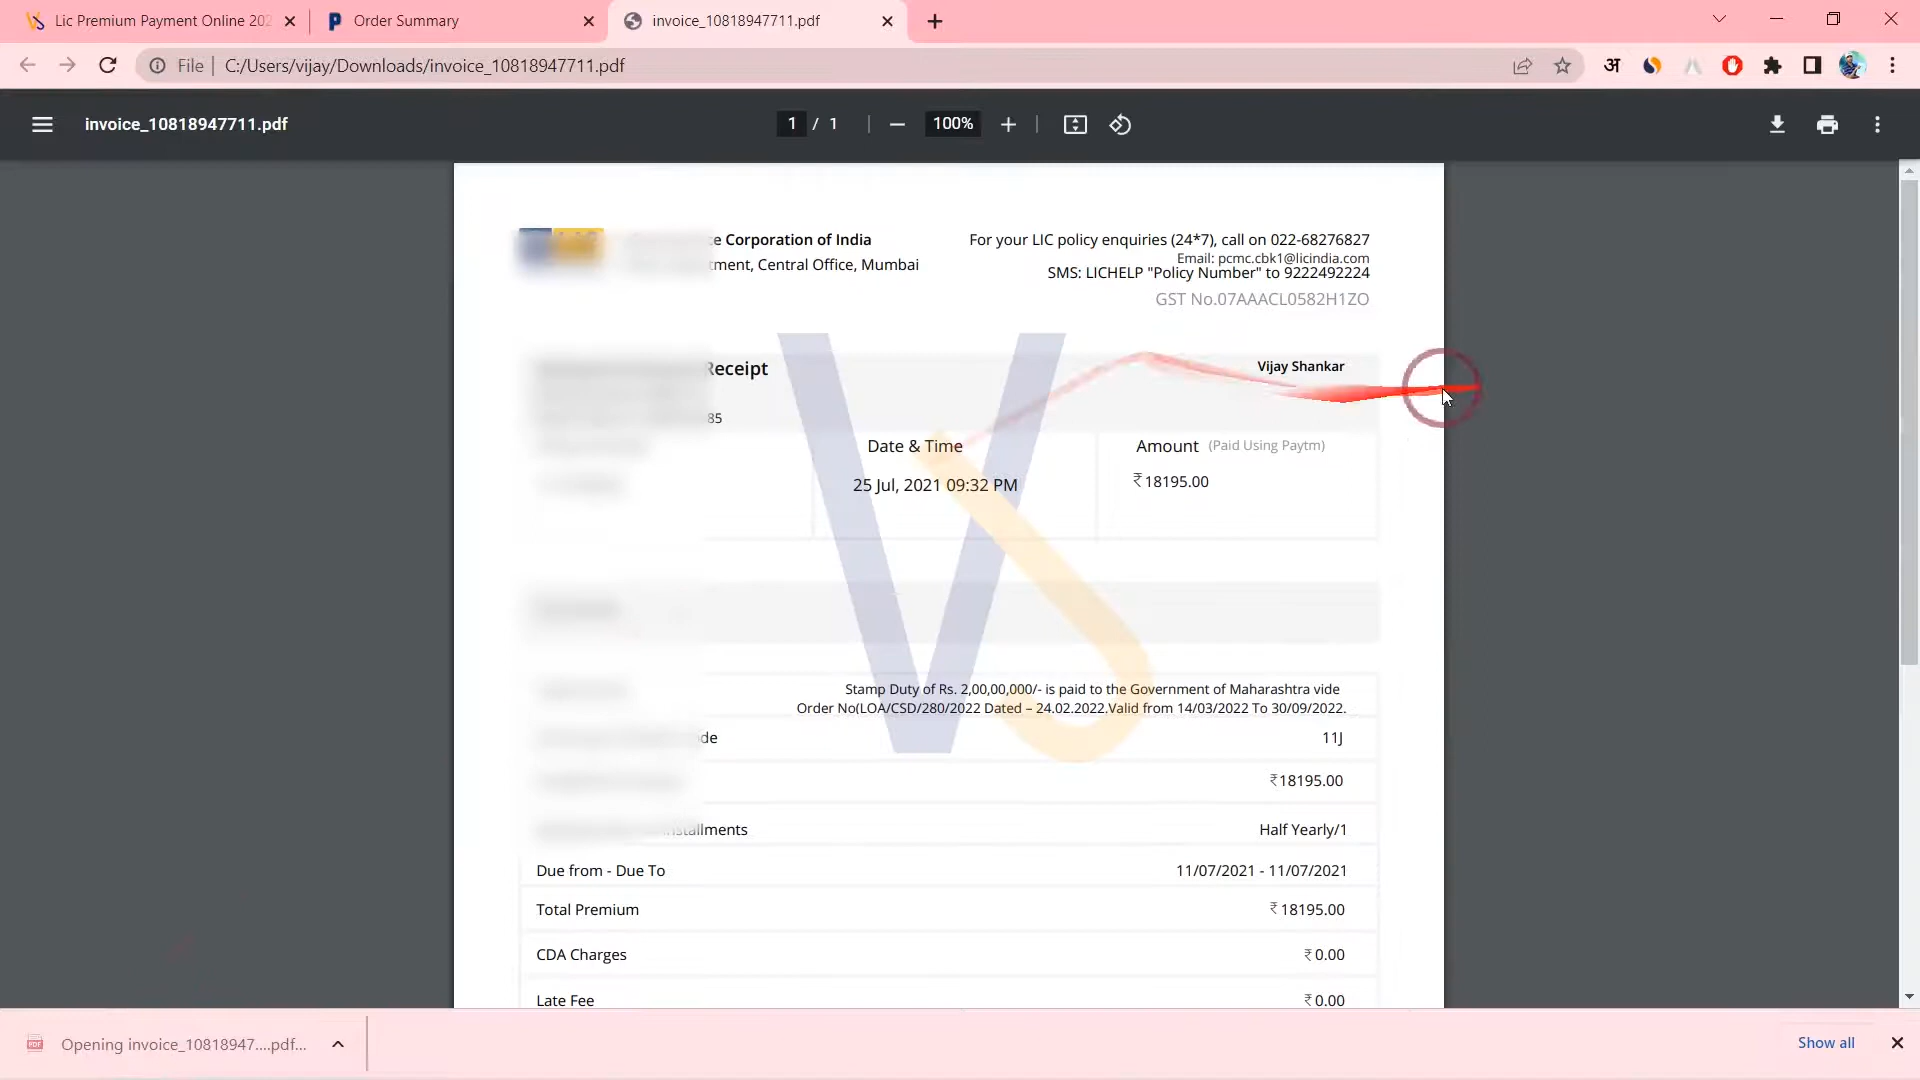 Lic Premium Payment Online 202
Order Summary
invoice_10818947711.pdf
File
C:/Users/vijay/Downloads/invoice_10818947711.pdf
अ
invoice_10818947711.pdf
1 / 1
100%
Corporation of India
For your LIC policy enquiries (24*7), call on 022-68276827
Email: pcmc.cbk1@licindia.com
Central Office, Mumbai
SMS: LICHELP "Policy Number" to 9222492224
GST No.07AAACL0582H1ZO
Receipt
Vijay Shankar
85
Date & Time
Amount (Paid Using Paytm)
25 Jul, 2021 09:32 PM
₹ 18195.00
Stamp Duty of Rs. 2,00,00,000/- is paid to the Government of Maharashtra vide
Order No(LOA/CSD/280/2022 Dated – 24.02.2022.Valid from 14/03/2022 To 30/09/2022.
11J
₹18195.00
Half Yearly/1
Due from - Due To
11/07/2021 - 11/07/2021
Total Premium
₹ 18195.00
CDA Charges
₹ 0.00
Late Fee
₹ 0.00
Opening invoice_10818947....pdf...
Show all